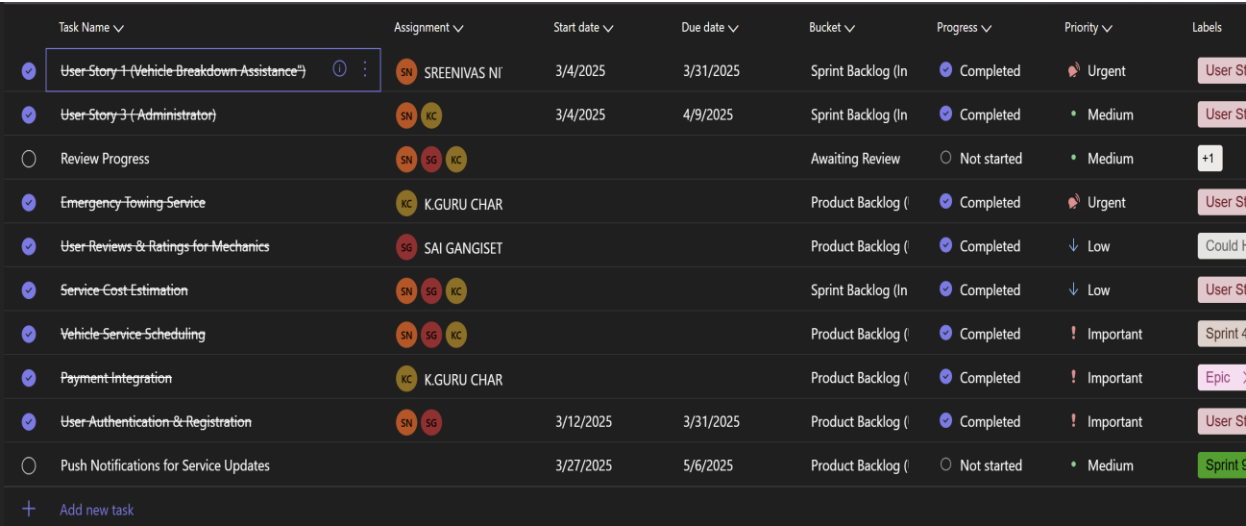 Task Name Assignment Start date Due date Bucket Progress Priority Labels
User Story 1 (Vehicle Breakdown Assistance") SN SREENIVAS NI 3/4/2025 3/31/2025 Sprint Backlog (In Completed Urgent User St
User Story 3 ( Administrator) SN KC 3/4/2025 4/9/2025 Sprint Backlog (In Completed Medium User St
Review Progress SN SG KC Awaiting Review Not started Medium +1
Emergency Towing Service KC K.GURU CHAR Product Backlog ( Completed Urgent User St
User Reviews & Ratings for Mechanics SG SAI GANGISET Product Backlog ( Completed Low Could H
Service Cost Estimation SN SG KC Sprint Backlog (In Completed Low User St
Vehicle Service Scheduling SN SG KC Product Backlog ( Completed Important Sprint 4
Payment Integration KC K.GURU CHAR Product Backlog ( Completed Important Epic
User Authentication & Registration SN SG 3/12/2025 3/31/2025 Product Backlog ( Completed Important User St
Push Notifications for Service Updates 3/27/2025 5/6/2025 Product Backlog ( Not started Medium Sprint 9
Add new task